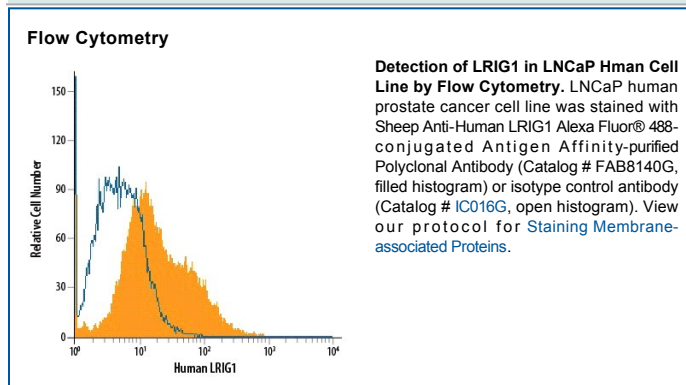 Flow Cytometry
Detection of LRIG1 in LNCaP Hman Cell
Line by Flow Cytometry. LNCaP human
prostate cancer cell line was stained with
Sheep Anti-Human LRIG1 Alexa Fluor® 488-
conjugated Antigen Affinity-purified
Polyclonal Antibody (Catalog # FAB8140G,
filled histogram) or isotype control antibody
(Catalog # IC016G, open histogram). View
our protocol for Staining Membrane-
associated Proteins.
Relative Cell Number
150
120
90
60
30
0
10⁰ 10¹ 10² 10³ 10⁴
Human LRIG1